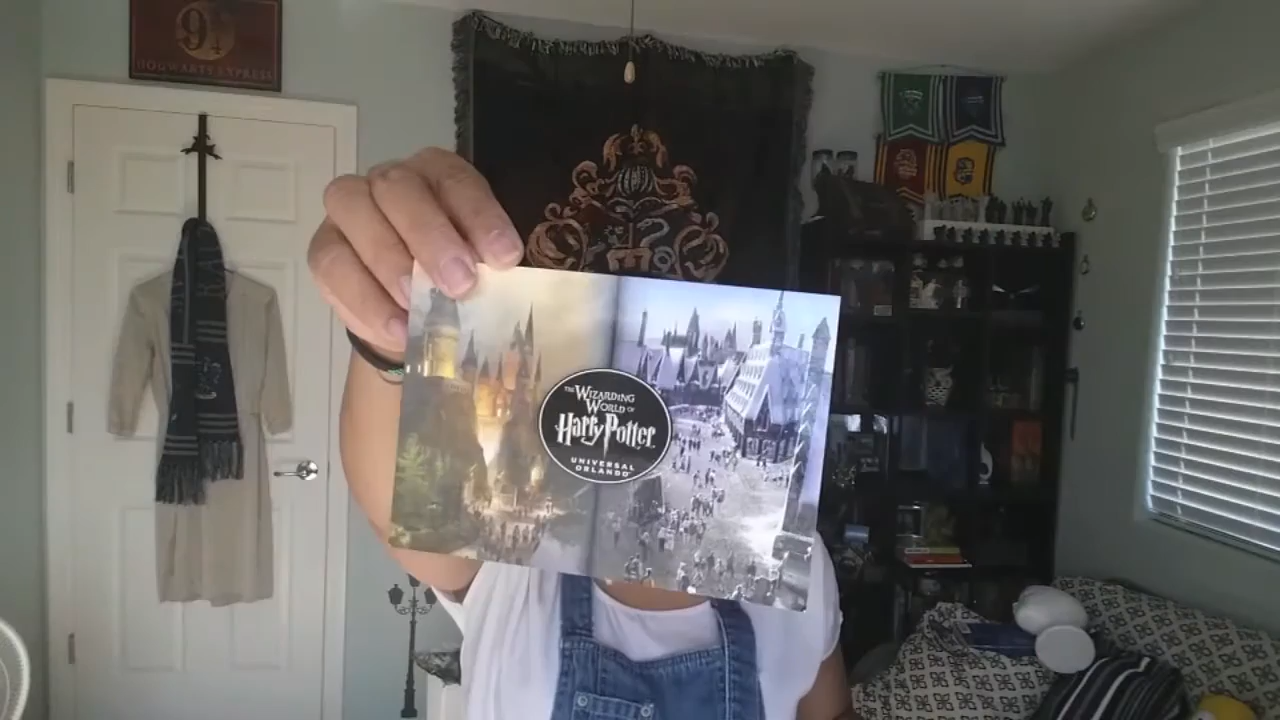 9¾
HOGWARTS EXPRESS
THE
WIZARDING
WORLD OF
Harry Potter
UNIVERSAL
ORLANDO